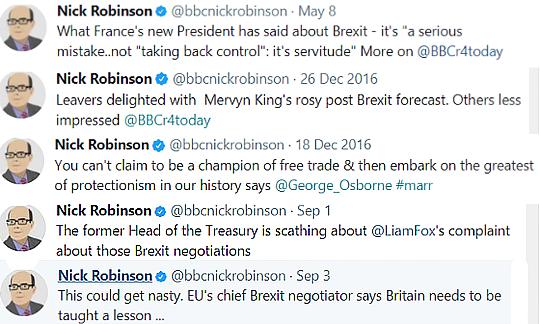 Nick Robinson @bbcnickrobinson · May 8
What France's new President has said about Brexit - it's "a serious
mistake..not "taking back control": it's servitude" More on @BBCr4today
Nick Robinson @bbcnickrobinson · 26 Dec 2016
Leavers delighted with Mervyn King's rosy post Brexit forecast. Others less
impressed @BBCr4today
Nick Robinson @bbcnickrobinson · 18 Dec 2016
You can't claim to be a champion of free trade & then embark on the greatest
of protectionism in our history says @George_Osborne #marr
Nick Robinson @bbcnickrobinson · Sep 1
The former Head of the Treasury is scathing about @LiamFox's complaint
about those Brexit negotiations
Nick Robinson @bbcnickrobinson · Sep 3
This could get nasty. EU's chief Brexit negotiator says Britain needs to be
taught a lesson ...